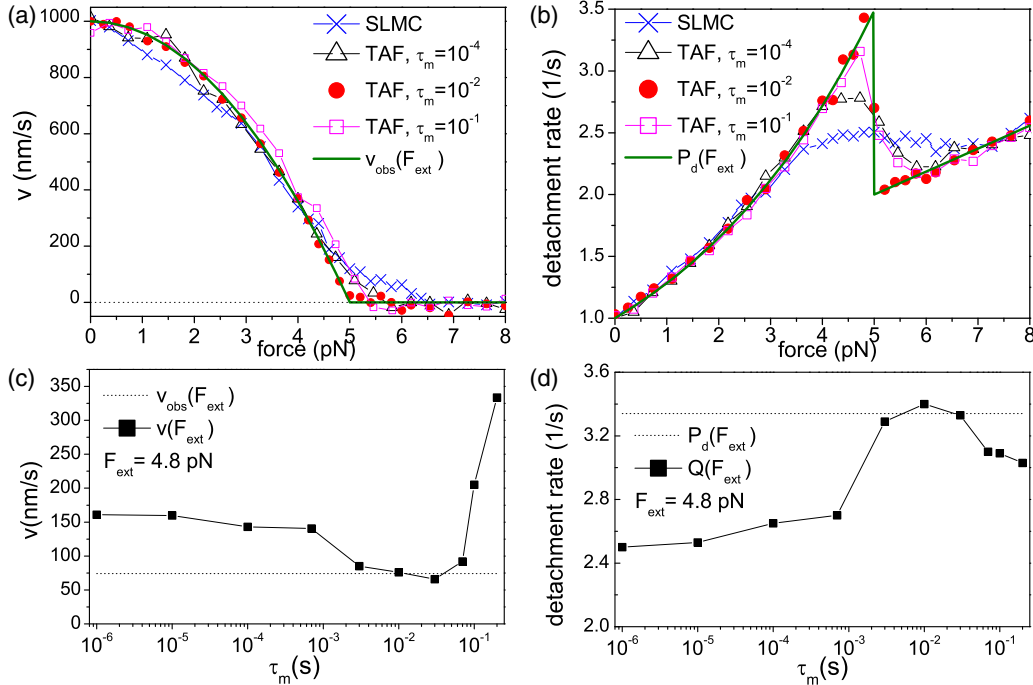 (a)
SLMC
TAF, τm=10^-4
TAF, τm=10^-2
TAF, τm=10^-1
vobs(Fext)
1000
800
600
400
200
0
v (nm/s)
0 1 2 3 4 5 6 7 8
force (pN)
(b)
SLMC
TAF, τm=10^-4
TAF, τm=10^-2
TAF, τm=10^-1
Pd(Fext)
3.5
3.0
2.5
2.0
1.5
1.0
detachment rate (1/s)
0 1 2 3 4 5 6 7 8
force (pN)
(c)
vobs(Fext)
v(Fext)
Fext= 4.8 pN
350
300
250
200
150
100
50
0
v(nm/s)
10^-6 10^-5 10^-4 10^-3 10^-2 10^-1
τm(s)
(d)
Pd(Fext)
Q(Fext)
Fext= 4.8 pN
3.6
3.2
2.8
2.4
2.0
detachment rate (1/s)
10^-6 10^-5 10^-4 10^-3 10^-2 10^-1
τm(s)